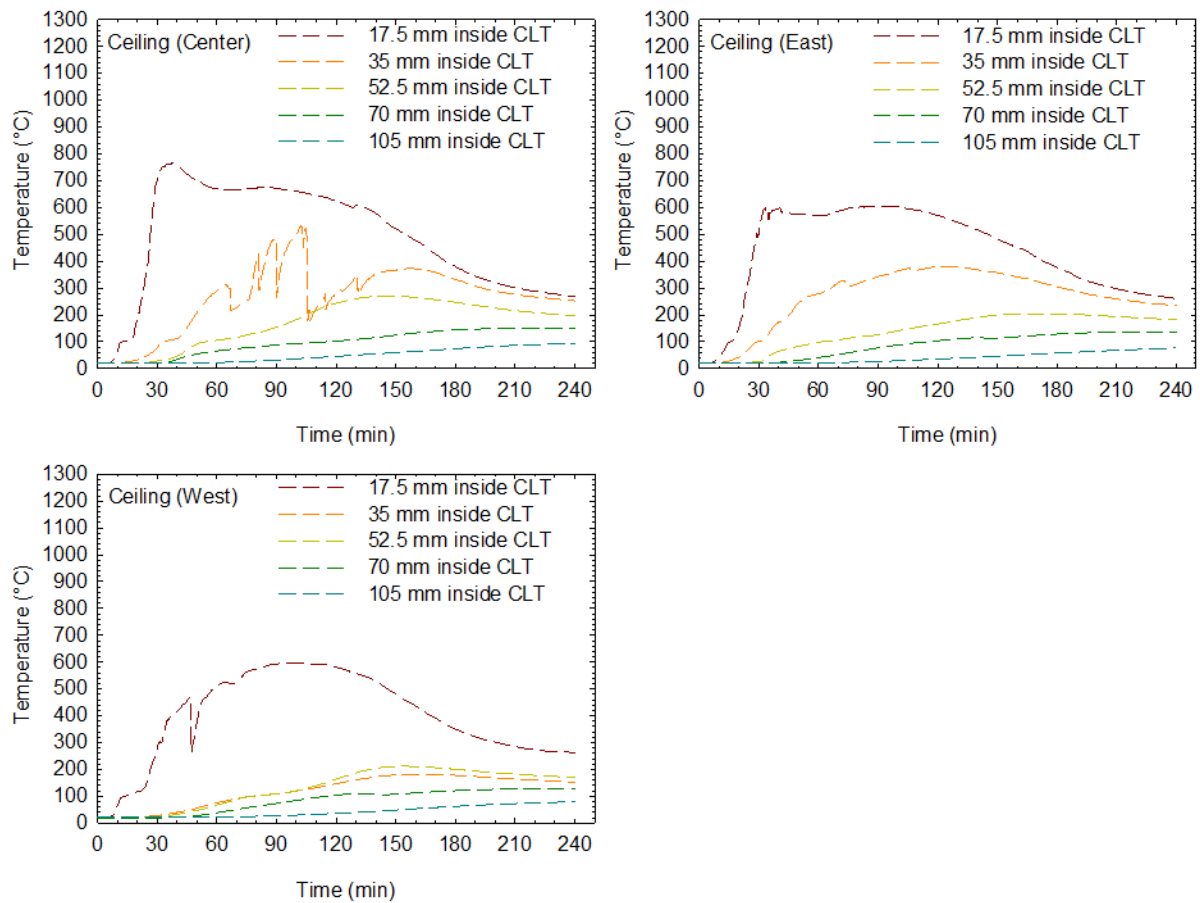 1300
1200
1100
1000
900
800
700
600
500
400
300
200
100
0
Temperature (°C)
Ceiling (Center)
17.5 mm inside CLT
35 mm inside CLT
52.5 mm inside CLT
70 mm inside CLT
105 mm inside CLT
0 30 60 90 120 150 180 210 240
Time (min)
1300
1200
1100
1000
900
800
700
600
500
400
300
200
100
0
Temperature (°C)
Ceiling (East)
17.5 mm inside CLT
35 mm inside CLT
52.5 mm inside CLT
70 mm inside CLT
105 mm inside CLT
0 30 60 90 120 150 180 210 240
Time (min)
1300
1200
1100
1000
900
800
700
600
500
400
300
200
100
0
Temperature (°C)
Ceiling (West)
17.5 mm inside CLT
35 mm inside CLT
52.5 mm inside CLT
70 mm inside CLT
105 mm inside CLT
0 30 60 90 120 150 180 210 240
Time (min)